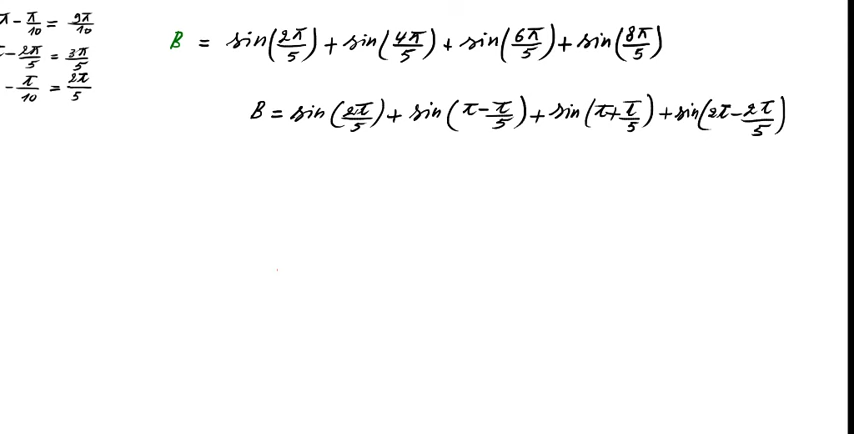 π - π/10 = 9π/10
- 2π/5 = 3π/5
- π/10 = 2π/5
B = sin(2π/5) + sin(4π/5) + sin(6π/5) + sin(8π/5)
B = sin(2π/5) + sin(π-π/5) + sin(π+π/5) + sin(2π-2π/5)